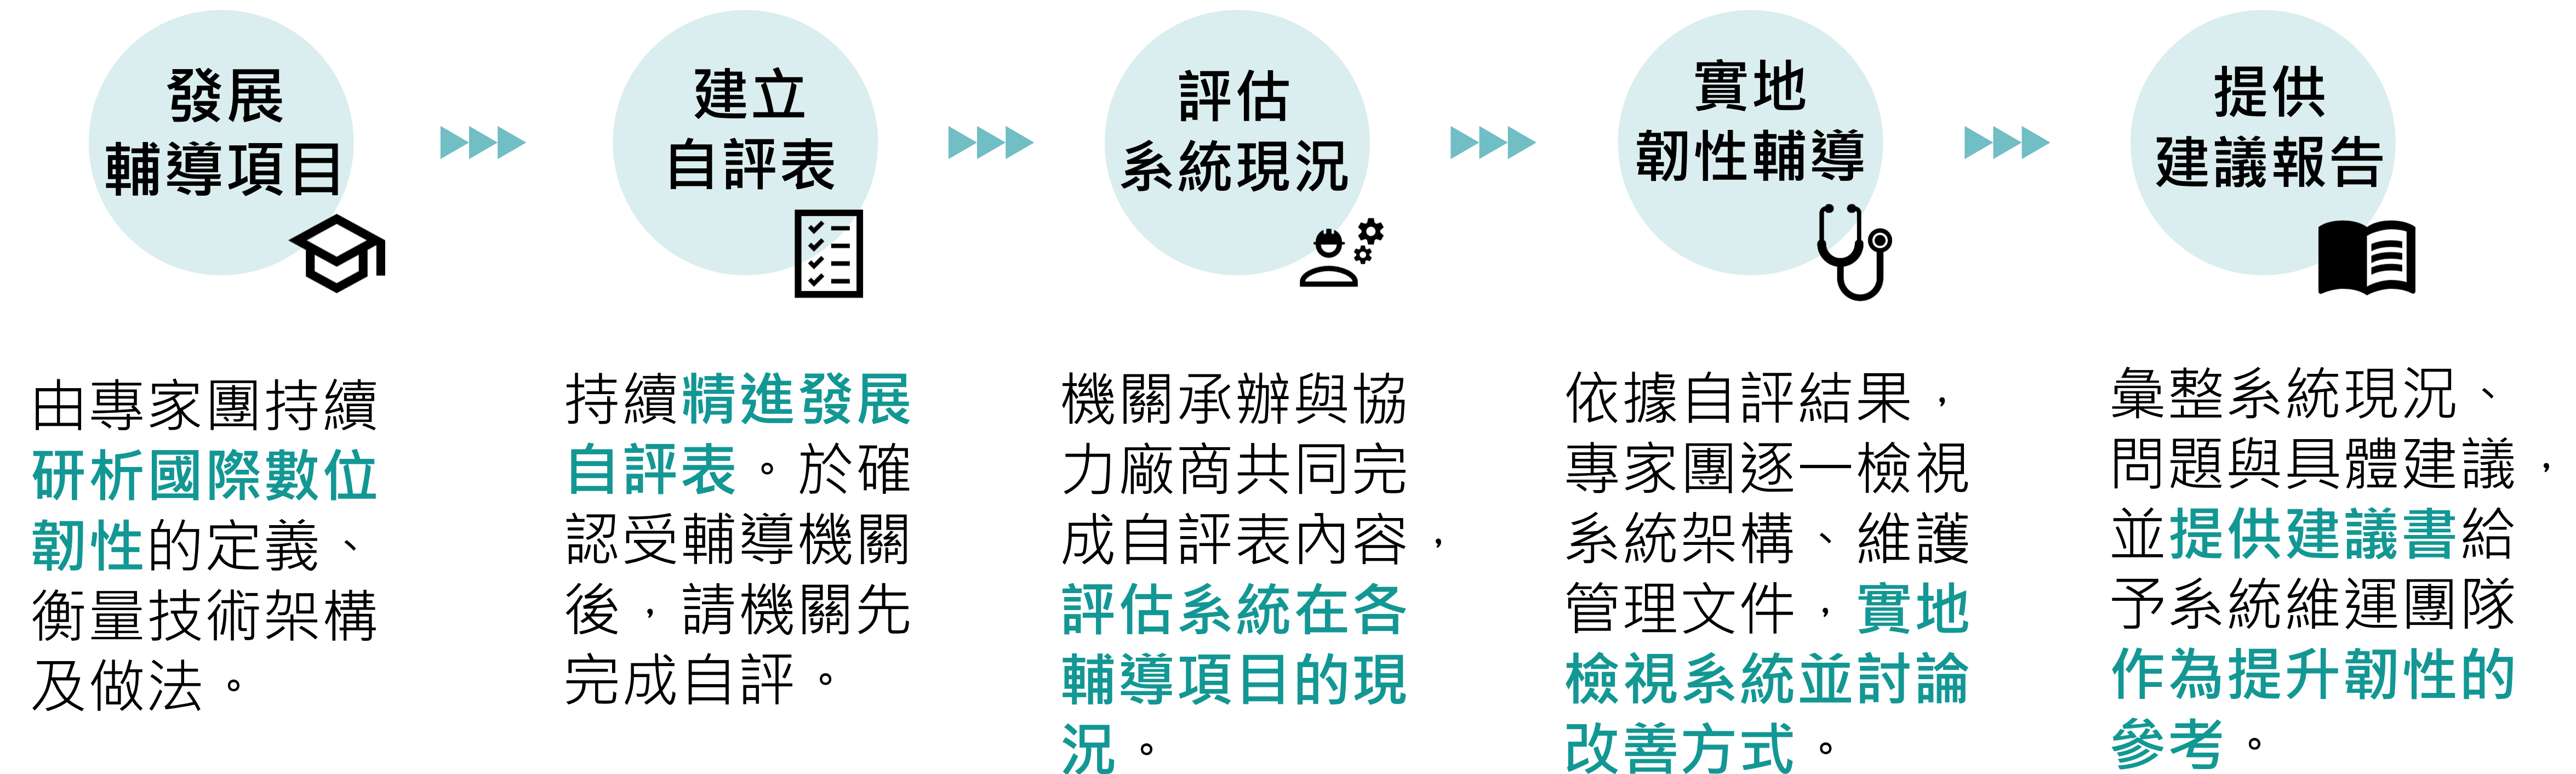 發展
輔導項目
建立
自評表
評估
系統現況
實地
韌性輔導
提供
建議報告
由專家團持續
研析國際數位
韌性的定義、
衡量技術架構
及做法。
持續精進發展
自評表。於確
認受輔導機關
後，請機關先
完成自評。
機關承辦與協
力廠商共同完
成自評表內容，
評估系統在各
輔導項目的現
況。
依據自評結果，
專家團逐一檢視
系統架構、維護
管理文件，實地
檢視系統並討論
改善方式。
彙整系統現況、
問題與具體建議，
並提供建議書給
予系統維運團隊
作為提升韌性的
參考。